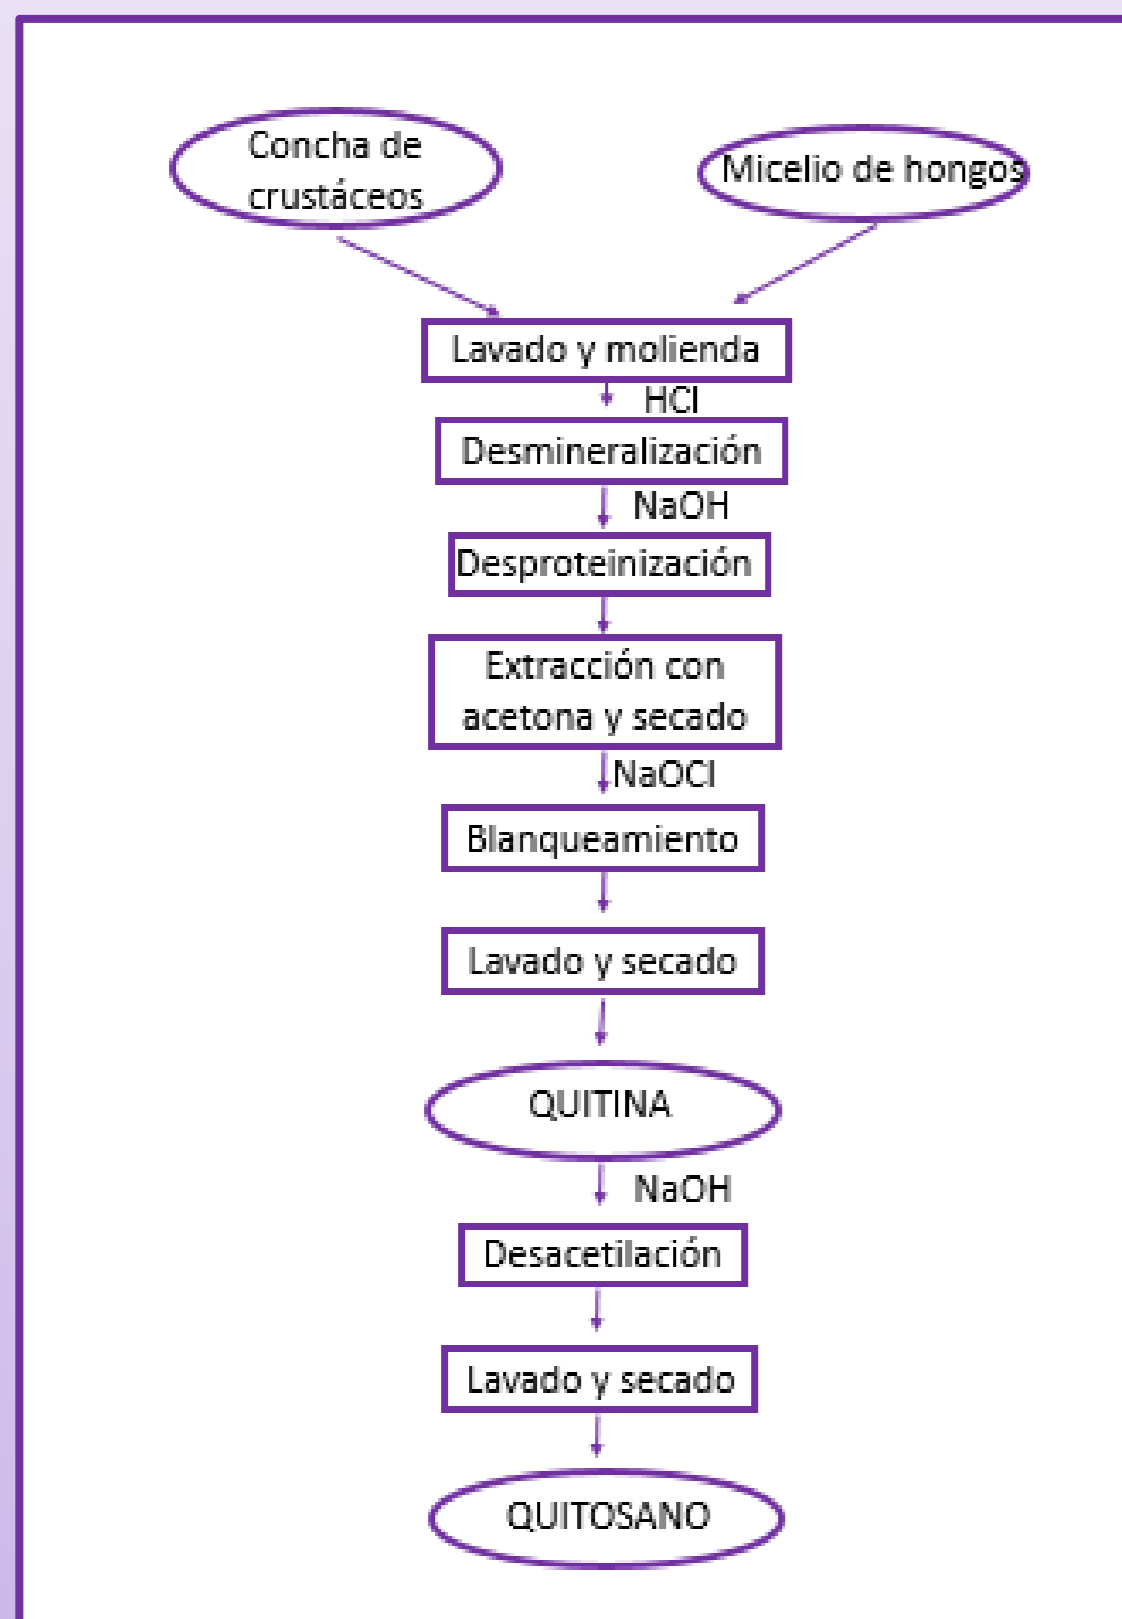 Concha de
crustáceos
Micelio de hongos
Lavado y molienda
HCl
Desmineralización
NaOH
Desproteinización
Extracción con
acetona y secado
NaOCl
Blanqueamiento
Lavado y secado
QUITINA
NaOH
Desacetilación
Lavado y secado
QUITOSANO